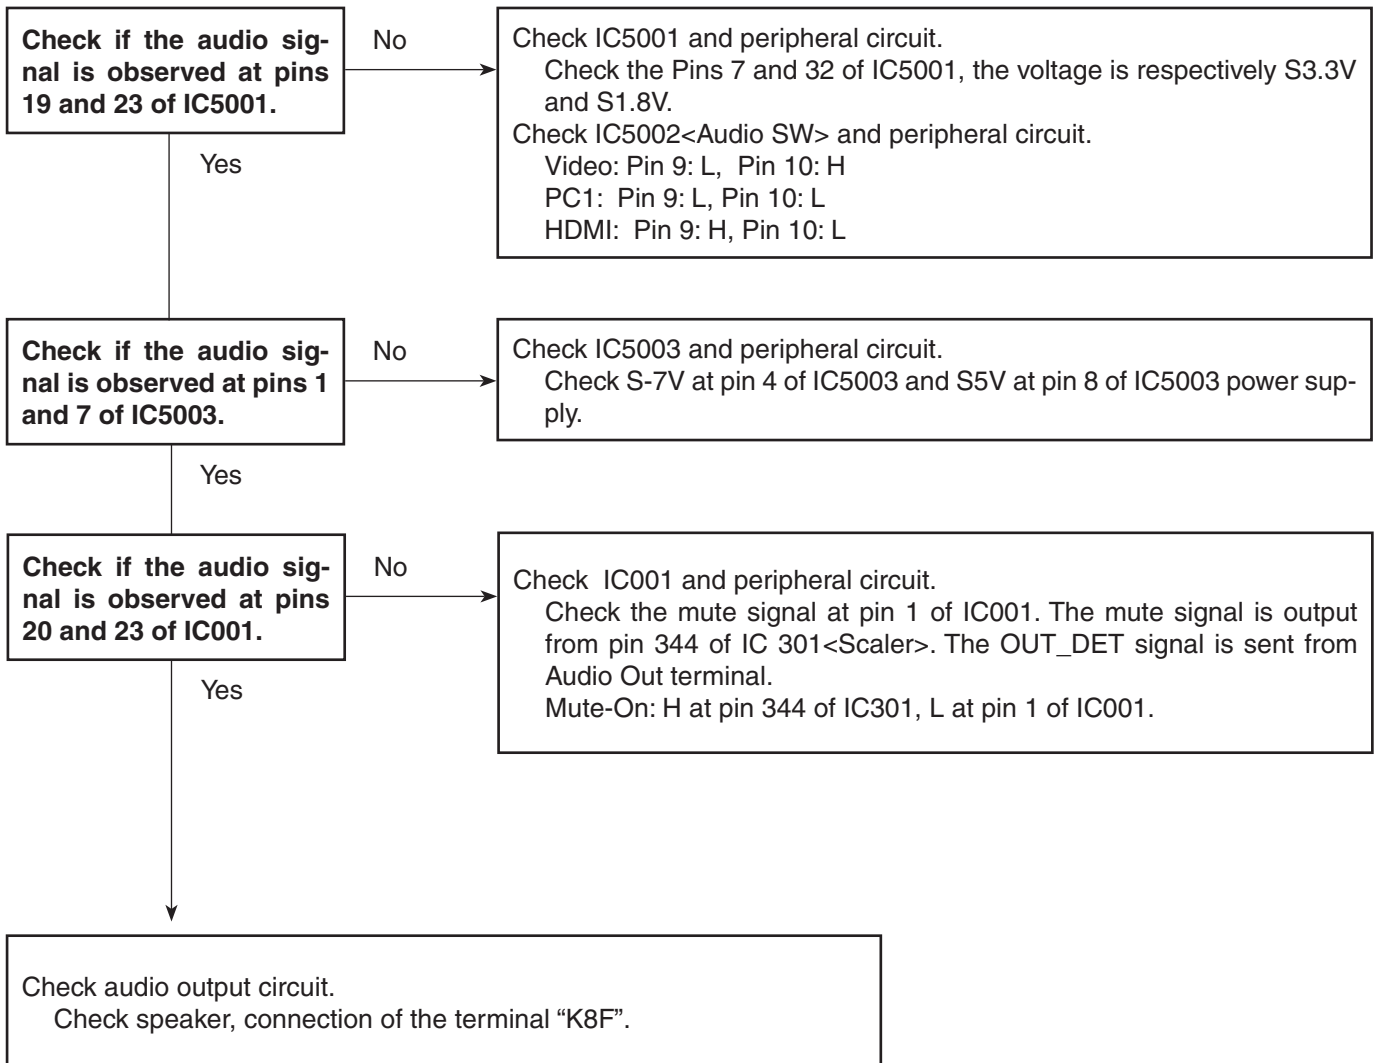 Check if the audio sig-
nal is observed at pins
19 and 23 of IC5001.
No
Check IC5001 and peripheral circuit.
Check the Pins 7 and 32 of IC5001, the voltage is respectively S3.3V
and S1.8V.
Check IC5002<Audio SW> and peripheral circuit.
Video: Pin 9: L, Pin 10: H
PC1: Pin 9: L, Pin 10: L
HDMI: Pin 9: H, Pin 10: L
Yes
Check if the audio sig-
nal is observed at pins 1
and 7 of IC5003.
No
Check IC5003 and peripheral circuit.
Check S-7V at pin 4 of IC5003 and S5V at pin 8 of IC5003 power sup-
ply.
Yes
Check if the audio sig-
nal is observed at pins
20 and 23 of IC001.
No
Check IC001 and peripheral circuit.
Check the mute signal at pin 1 of IC001. The mute signal is output
from pin 344 of IC 301<Scaler>. The OUT_DET signal is sent from
Audio Out terminal.
Mute-On: H at pin 344 of IC301, L at pin 1 of IC001.
Yes
Check audio output circuit.
Check speaker, connection of the terminal “K8F”.